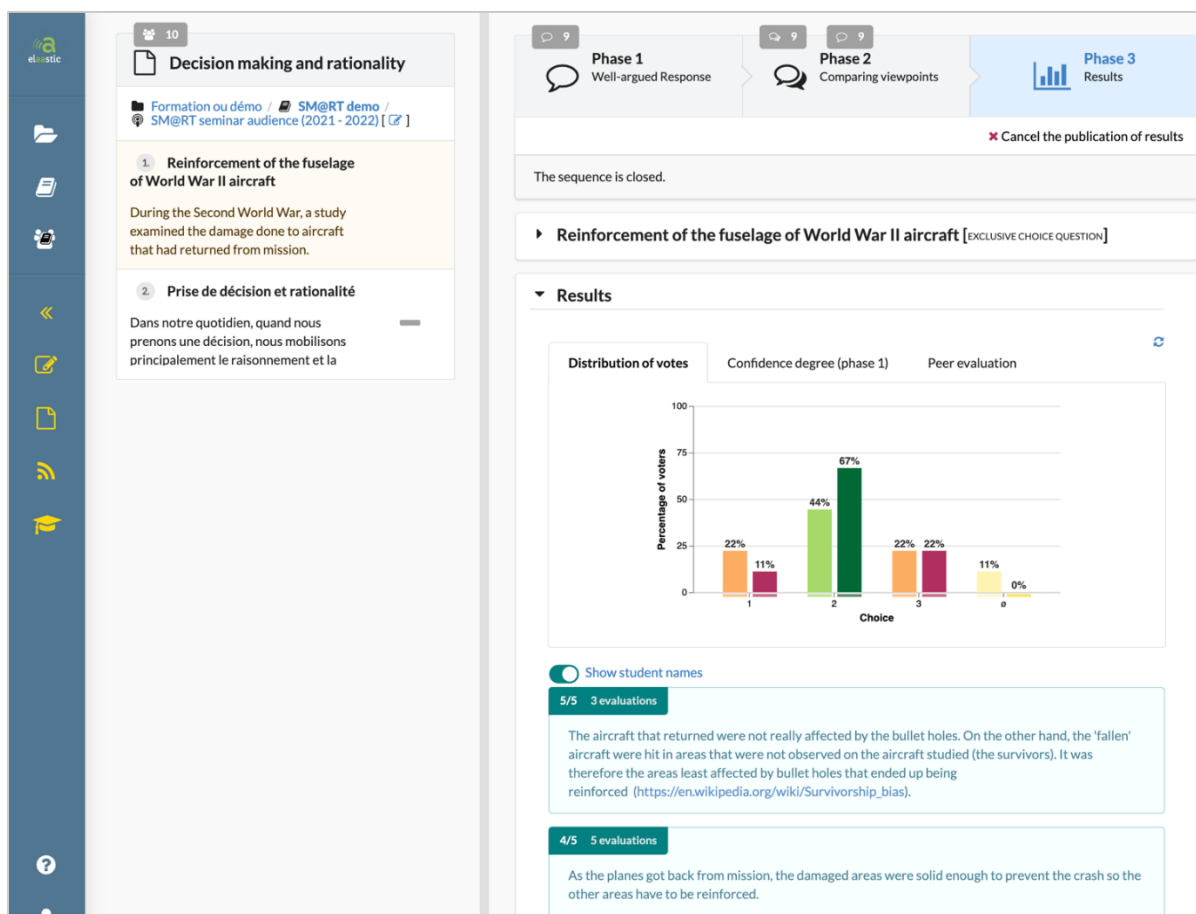 elaastic
10
Decision making and rationality
Formation ou démo / SM@RT demo /
SM@RT seminar audience (2021 - 2022) [ ]
1. Reinforcement of the fuselage
of World War II aircraft
During the Second World War, a study
examined the damage done to aircraft
that had returned from mission.
2. Prise de décision et rationalité
Dans notre quotidien, quand nous
prenons une décision, nous mobilisons
principalement le raisonnement et la
9
Phase 1
Well-argued Response
9
9
Phase 2
Comparing viewpoints
Phase 3
Results
Cancel the publication of results
The sequence is closed.
Reinforcement of the fuselage of World War II aircraft [EXCLUSIVE CHOICE QUESTION]
Results
Distribution of votes
Confidence degree (phase 1)
Peer evaluation
Percentage of voters
100
75
50
25
0
22%
11%
44%
67%
22%
22%
11%
0%
1
2
3
ø
Choice
Show student names
5/5 3 evaluations
The aircraft that returned were not really affected by the bullet holes. On the other hand, the 'fallen'
aircraft were hit in areas that were not observed on the aircraft studied (the survivors). It was
therefore the areas least affected by bullet holes that ended up being
reinforced (https://en.wikipedia.org/wiki/Survivorship_bias).
4/5 5 evaluations
As the planes got back from mission, the damaged areas were solid enough to prevent the crash so the
other areas have to be reinforced.